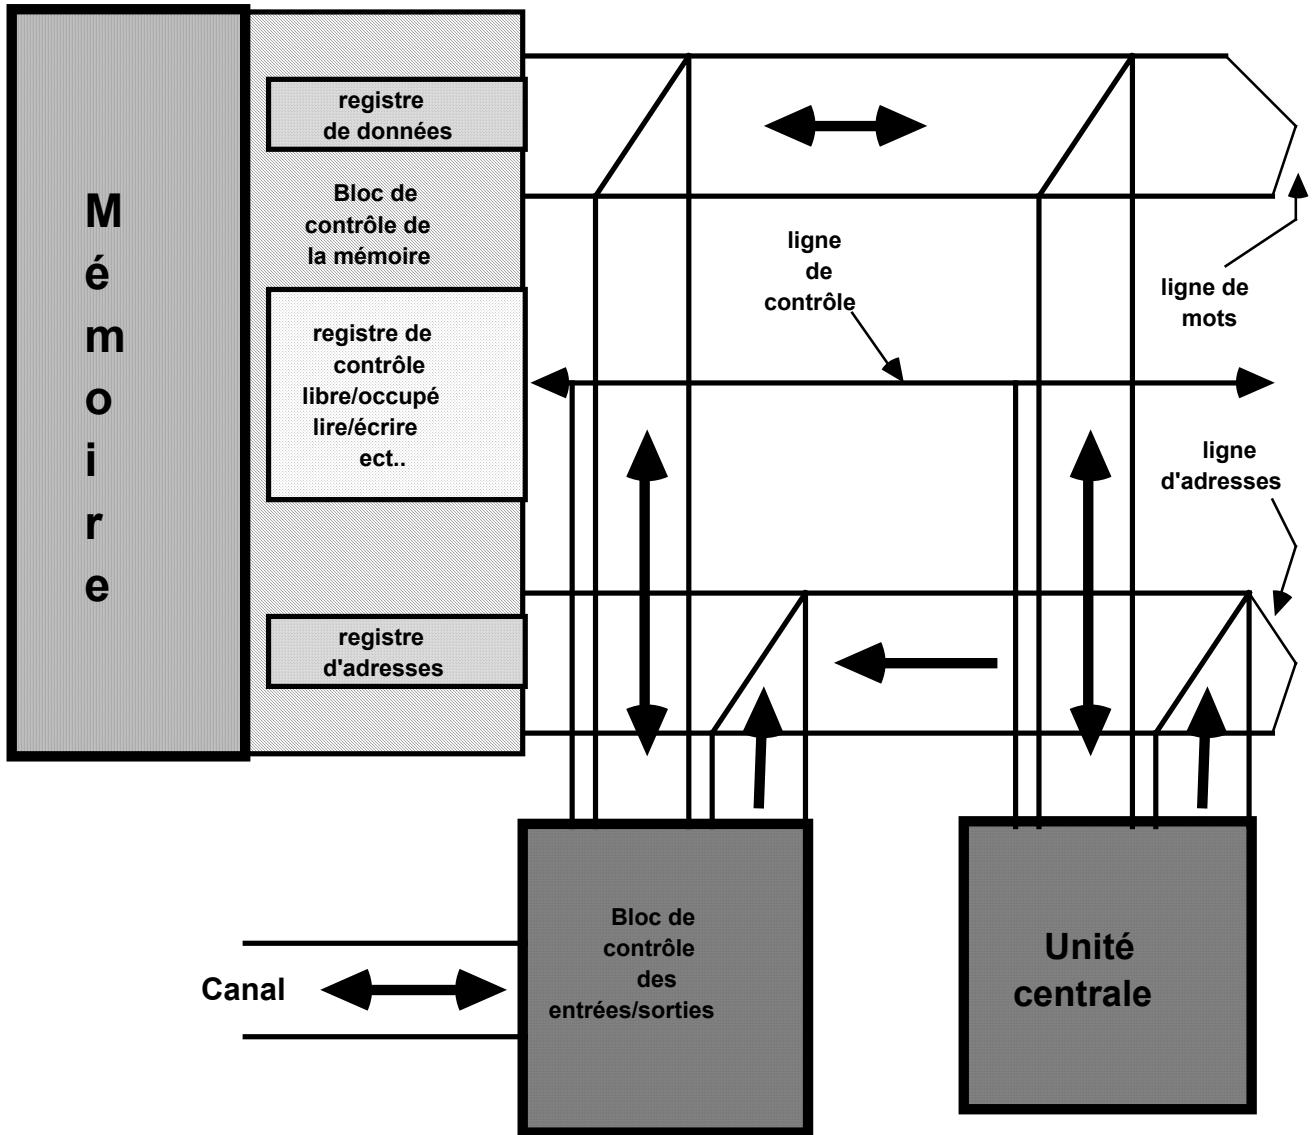 M
é
m
o
i
r
e
registre
de données
Bloc de
contrôle de
la mémoire
registre de
contrôle
libre/occupé
lire/écrire
ect..
registre
d'adresses
ligne
de
contrôle
ligne de
mots
ligne
d'adresses
Canal
Bloc de
contrôle
des
entrées/sorties
Unité
centrale